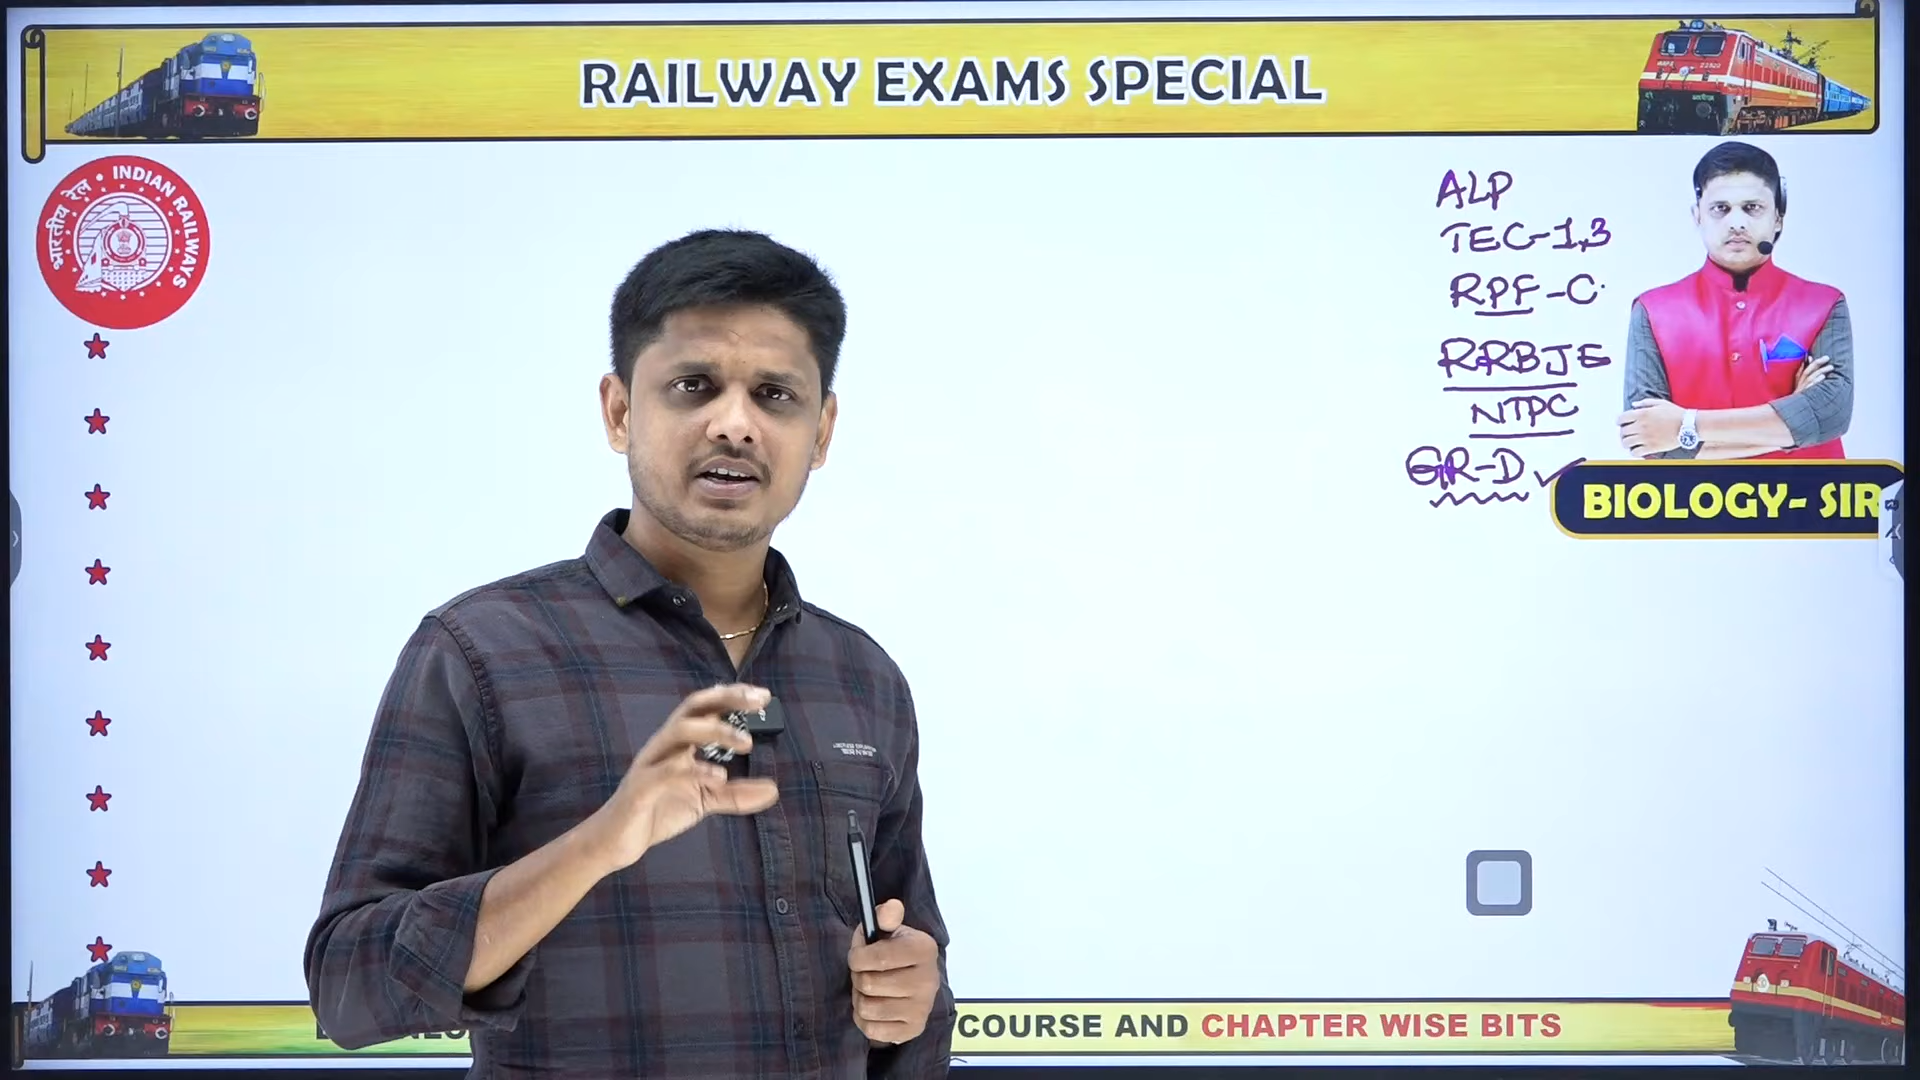 RAILWAY EXAMS SPECIAL
भारतीय रेल • INDIAN RAILWAYS
ALP
TEC-1,3
RPF-C
RRBJE
NTPC
GR-D ✓
BIOLOGY- SIR
COURSE AND CHAPTER WISE BITS